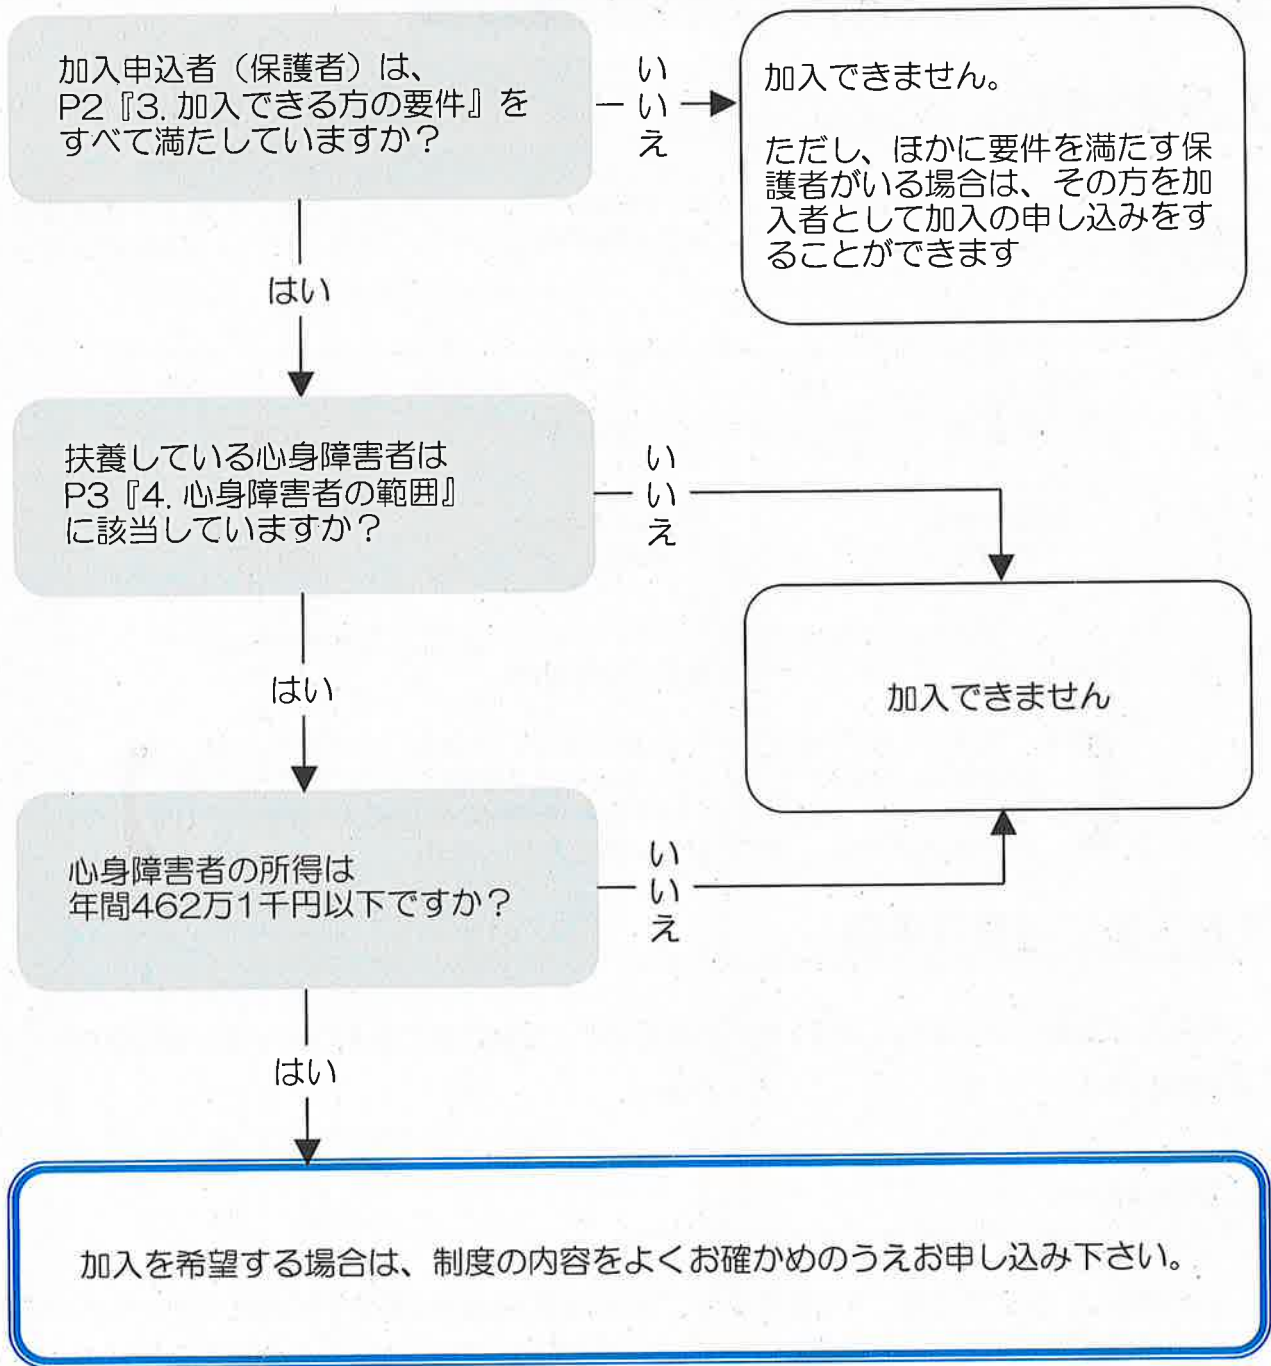 加入申込者（保護者）は、
P2『3. 加入できる方の要件』を
すべて満たしていますか？
いいえ
加入できません。
ただし、ほかに要件を満たす保
護者がいる場合は、その方を加
入者として加入の申し込みをす
ることができます
はい
扶養している心身障害者は
P3『4. 心身障害者の範囲』
に該当していますか？
いいえ
加入できません
はい
心身障害者の所得は
年間462万1千円以下ですか？
いいえ
はい
加入を希望する場合は、制度の内容をよくお確かめのうえお申し込み下さい。